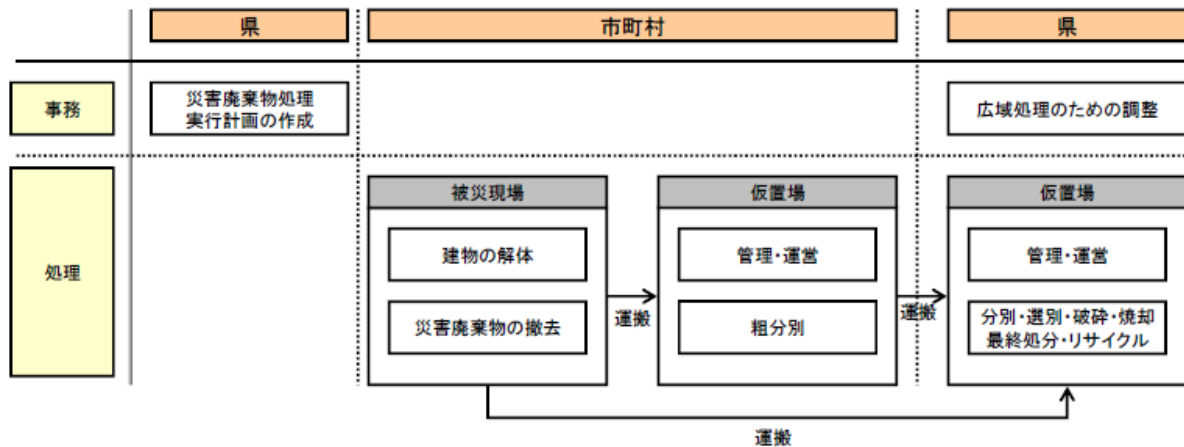 県
市町村
県
事務
災害廃棄物処理
実行計画の作成
広域処理のための調整
処理
被災現場
仮置場
仮置場
建物の解体
管理・運営
管理・運営
運搬
運搬
災害廃棄物の撤去
粗分別
分別・選別・破砕・焼却
最終処分・リサイクル
運搬